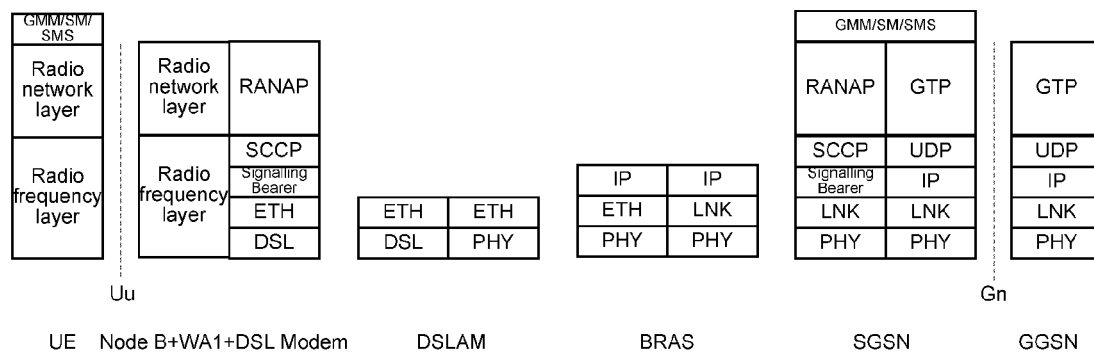 GMM/SM/
SMS
Radio
network
layer
Radio
frequency
layer
Radio
network
layer
RANAP
Radio
frequency
layer
SCCP
Signalling
Bearer
ETH
DSL
ETH
ETH
DSL
PHY
IP
IP
ETH
LNK
PHY
PHY
GMM/SM/SMS
RANAP
GTP
SCCP
UDP
Signalling
Bearer
IP
LNK
LNK
PHY
PHY
GTP
UDP
IP
LNK
PHY
Uu
Gn
UE
Node B+WA1+DSL Modem
DSLAM
BRAS
SGSN
GGSN